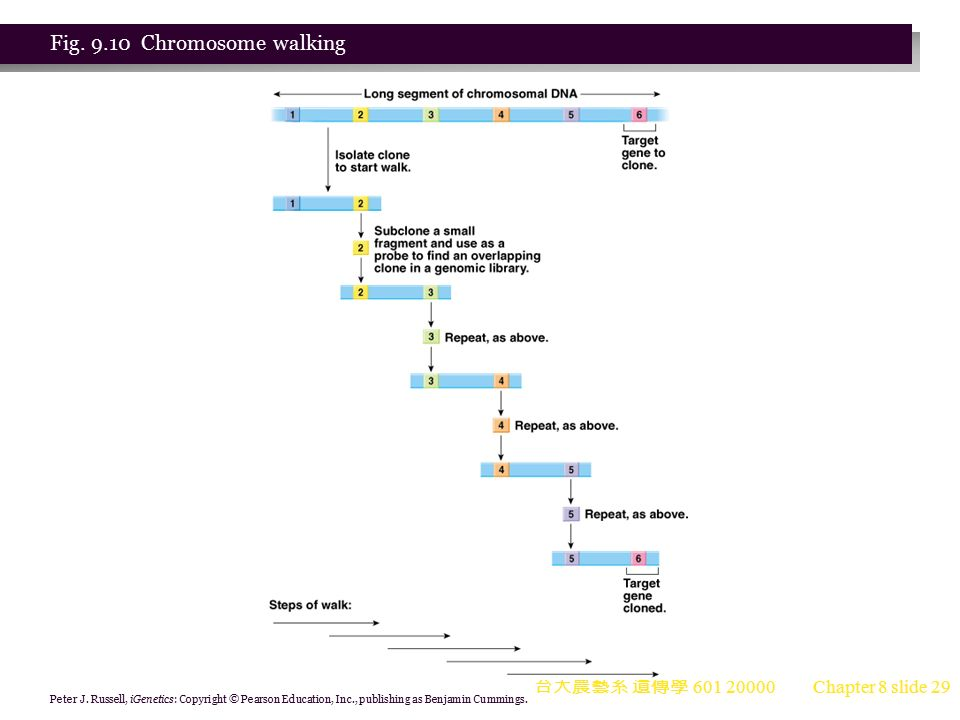 Fig. 9.10 Chromosome walking
Long segment of chromosomal DNA
1 2 3 4 5 6
Isolate clone
to start walk.
Target
gene to
clone.
1 2
Subclone a small
fragment and use as a
probe to find an overlapping
clone in a genomic library.
2
2 3
3
Repeat, as above.
3 4
4
Repeat, as above.
4 5
5
Repeat, as above.
5 6
Target
gene
cloned.
Steps of walk:
台大農藝系 遺傳學 601 20000 Chapter 8 slide 29
Peter J. Russell, iGenetics: Copyright © Pearson Education, Inc., publishing as Benjamin Cummings.